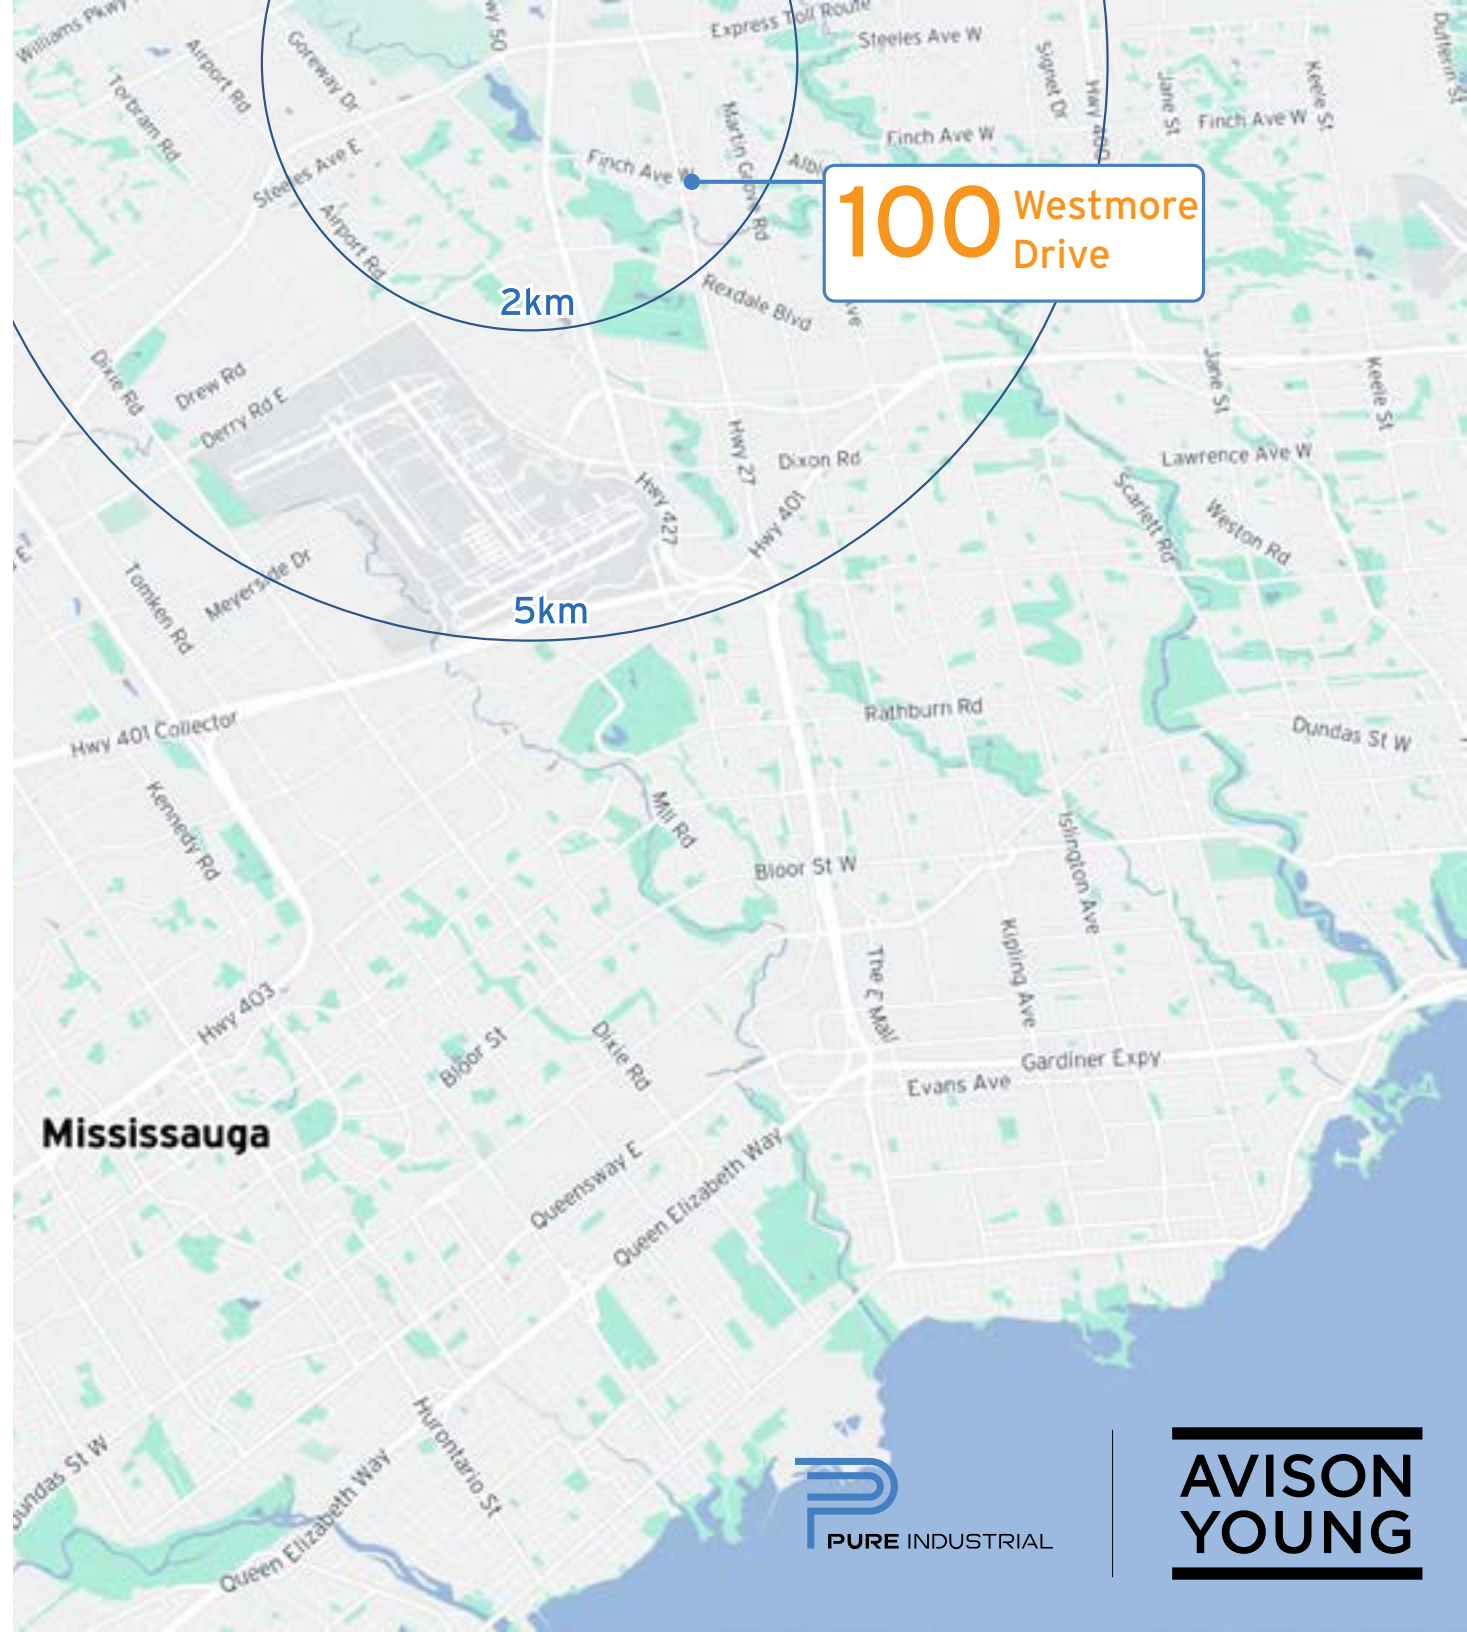 Williams Pkwy
Airport Rd
Goreway Dr
wy 50
Express Toll Route
Steeles Ave W
Signet Dr
Hwy 400
Jane St
Keele St
Dufferin St
Torbram Rd
Finch Ave W
Finch Ave W
Martin Grove Rd
Steeles Ave E
Finch Ave W
Albi
100 Westmore
Drive
Airport Rd
Rexdale Blvd
ve
2km
Dixie Rd
Drew Rd
Derry Rd E
Jane St
Keele St
Hwy 27
Dixon Rd
Lawrence Ave W
Hwy 427
Hwy 401
Scarlett Rd
Weston Rd
E
Tomken Rd
Meyerside Dr
5km
Hwy 401 Collector
Rathburn Rd
Dundas St W
Kennedy Rd
Mill Rd
Bloor St W
Islington Ave
Kipling Ave
The E Mall
Hwy 403
Bloor St
Dixie Rd
Gardiner Expy
Evans Ave
Mississauga
Queensway E
Queen Elizabeth Way
Hurontario St
Dundas St W
Queen Elizabeth Way
PURE INDUSTRIAL
AVISON
YOUNG